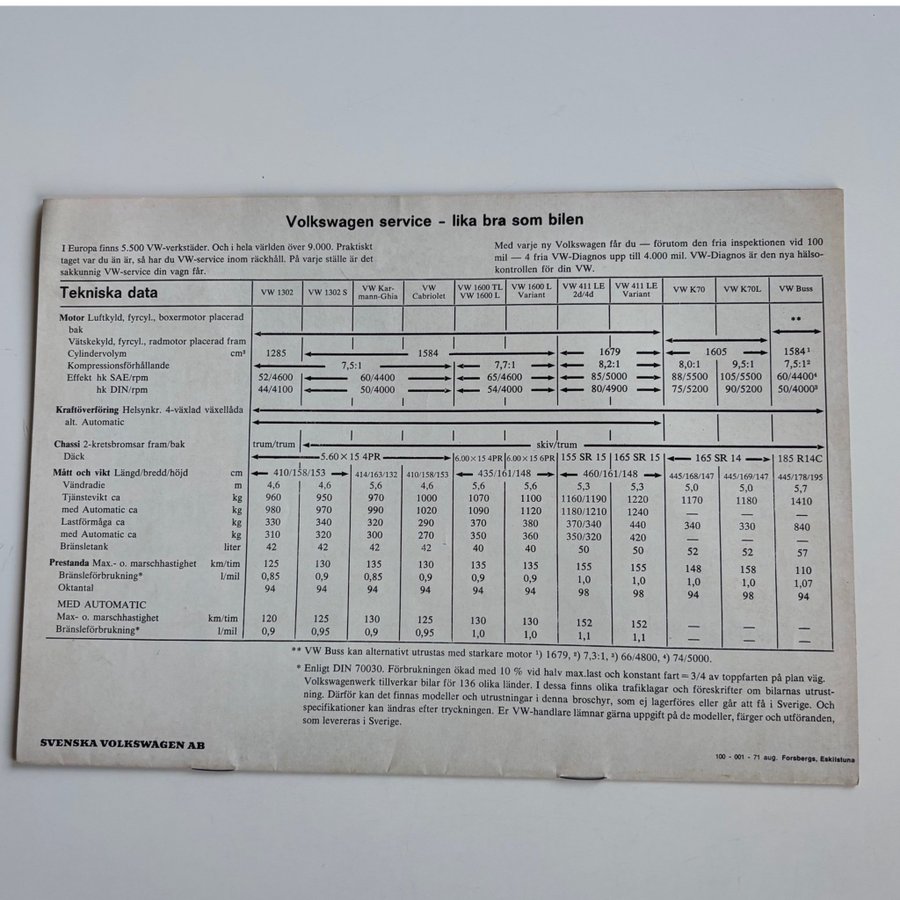 Volkswagen service – lika bra som bilen
I Europa finns 5.500 VW-verkstäder. Och i hela världen över 9.000. Praktiskt
taget var du än är, så har du VW-service inom räckhåll. På varje ställe är det
sakkunnig VW-service din vagn får.
Med varje ny Volkswagen får du — förutom den fria inspektionen vid 100
mil — 4 fria VW-Diagnos upp till 4.000 mil. VW-Diagnos är den nya hälso-
kontrollen för din VW.
Tekniska data VW 1302 VW 1302 S VW Kar- VW VW 1600 TL VW 1600 L VW 411 LE VW 411 LE VW K70 VW K70L VW Buss
mann-Ghia Cabriolet VW 1600 L Variant 2d/4d Variant
Motor Luftkyld, fyrcyl., boxermotor placerad **
bak
Vätskekyld, fyrcyl., radmotor placerad fram
Cylindervolym cm³ 1285 1584 1679 1605 1584¹
Kompressionsförhållande 7,5:1 7,7:1 8,2:1 8,0:1 9,5:1 7,5:1²
Effekt hk SAE/rpm 52/4600 60/4400 65/4600 85/5000 88/5500 105/5500 60/4400⁴
hk DIN/rpm 44/4100 50/4000 54/4000 80/4900 75/5200 90/5200 50/4000³
Kraftöverföring Helsynkr. 4-växlad växellåda
alt. Automatic
Chassi 2-kretsbromsar fram/bak trum/trum skiv/trum
Däck 5.60 × 15 4PR 6.00 × 15 4PR 6.00 × 15 6PR 155 SR 15 165 SR 15 165 SR 14 185 R14C
Mått och vikt Längd/bredd/höjd cm 410/158/153 414/163/132 410/158/153 435/161/148 460/161/148 445/168/147 445/169/147 445/178/195
Vändradie m 4,6 4,6 5,6 4,6 5,6 5,6 5,3 5,3 5,0 5,0 5,7
Tjänstevikt ca kg 960 950 970 1000 1070 1100 1160/1190 1220 1170 1180 1410
med Automatic ca kg 980 970 990 1020 1090 1120 1180/1210 1240 — — —
Lastförmåga ca kg 330 340 320 290 370 380 370/340 440 340 330 840
med Automatic ca kg 310 320 300 270 350 360 350/320 420 — — —
Bränsletank liter 42 42 42 42 40 40 50 50 52 52 57
Prestanda Max.- o. marschhastighet km/tim 125 130 135 130 135 135 155 155 148 158 110
Bränsleförbrukning* l/mil 0,85 0,9 0,85 0,9 0,9 0,9 1,0 1,0 1,0 1,0 1,07
Oktantal 94 94 94 94 94 94 98 98 94 98 94
MED AUTOMATIC
Max- o. marschhastighet km/tim 120 125 130 125 130 130 152 152 — — —
Bränsleförbrukning* l/mil 0,9 0,95 0,9 0,95 1,0 1,0 1,1 1,1 — — —
** VW Buss kan alternativt utrustas med starkare motor ¹) 1679, ²) 7,3:1, ³) 66/4800, ⁴) 74/5000.
* Enligt DIN 70030. Förbrukningen ökad med 10 % vid halv max.last och konstant fart = 3/4 av toppfarten på plan väg.
Volkswagenwerk tillverkar bilar för 136 olika länder. I dessa finns olika trafiklagar och föreskrifter om bilarnas utrust-
ning. Därför kan det finnas modeller och utrustningar i denna broschyr, som ej lagerföres eller går att få i Sverige. Och
specifikationer kan ändras efter tryckningen. Er VW-handlare lämnar gärna uppgift på de modeller, färger och utföranden,
som levereras i Sverige.
SVENSKA VOLKSWAGEN AB
100 - 001 - 71 aug. Forsbergs, Eskilstuna